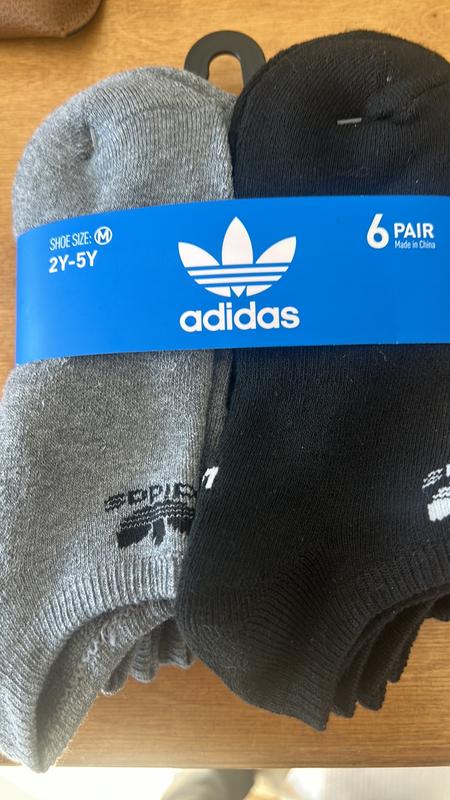 SHOE SIZE: M
2Y-5Y
adidas
6 PAIR
Made in China